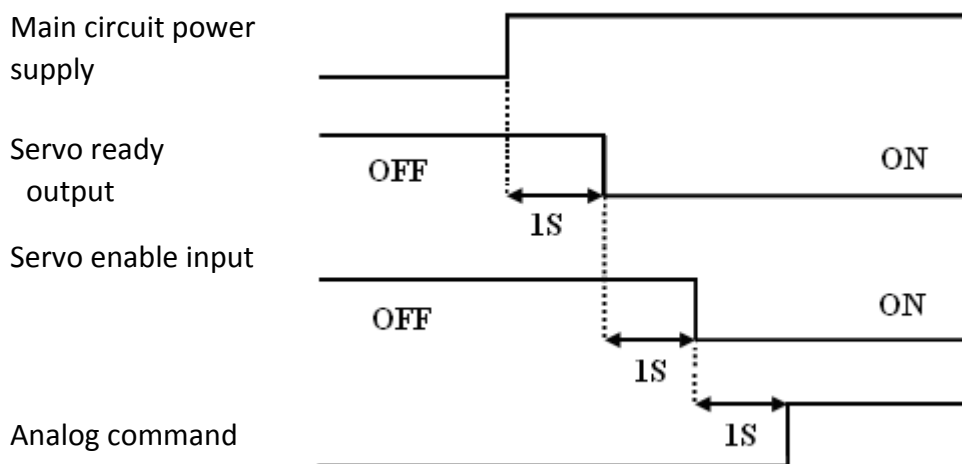 Main circuit power
supply
Servo ready
output
OFF
ON
1S
Servo enable input
OFF
ON
1S
1S
Analog command